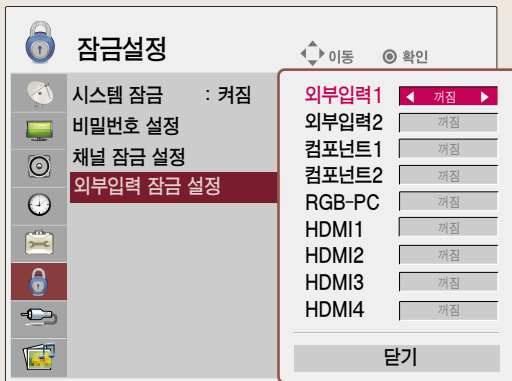 잠금설정
이동 확인
시스템 잠금 : 켜짐
비밀번호 설정
채널 잠금 설정
외부입력 잠금 설정
외부입력1 ◀ 꺼짐 ▶
외부입력2 꺼짐
컴포넌트1 꺼짐
컴포넌트2 꺼짐
RGB-PC 꺼짐
HDMI1 꺼짐
HDMI2 꺼짐
HDMI3 꺼짐
HDMI4 꺼짐
닫기